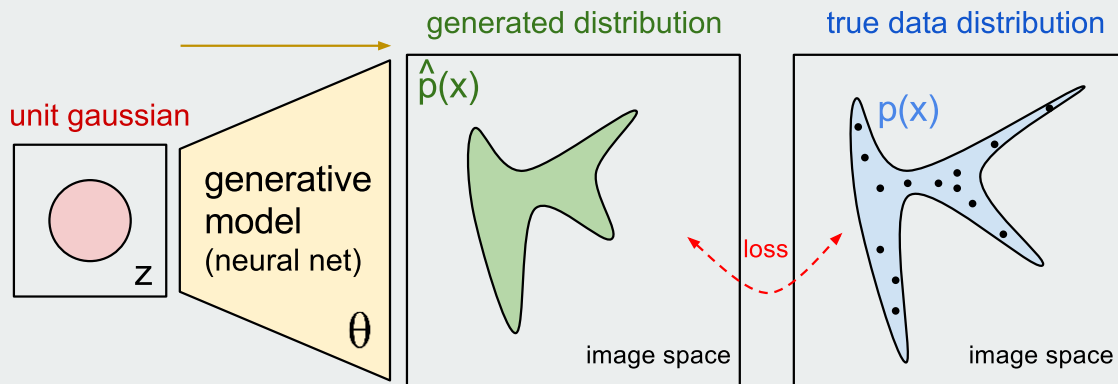 generated distribution
true data distribution
unit gaussian
z
generative
model
(neural net)
θ
p̂(x)
image space
loss
p(x)
image space